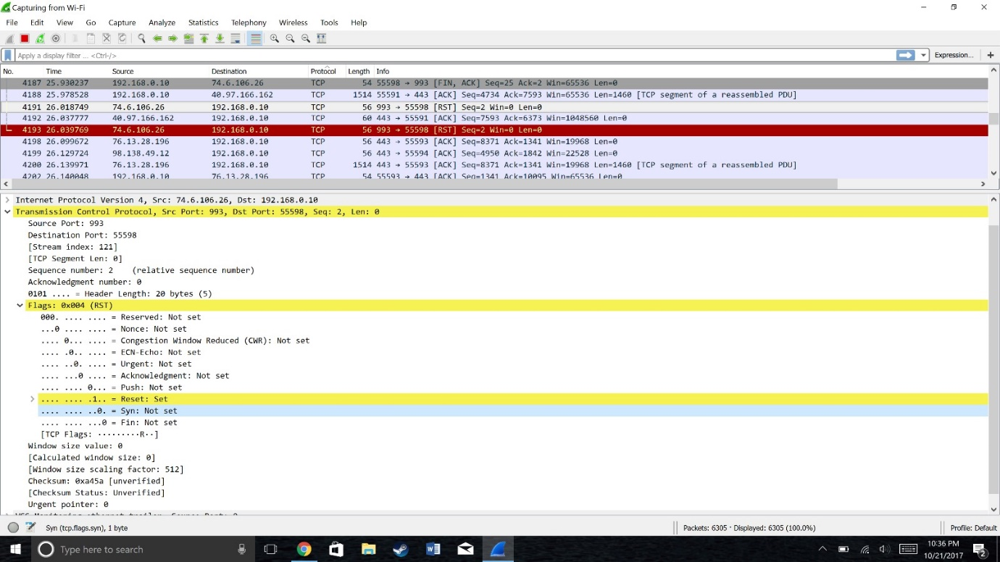 Capturing from Wi-Fi
File Edit View Go Capture Analyze Statistics Telephony Wireless Tools Help
Apply a display filter ... <Ctrl-/> Expression... +
No. Time Source Destination Protocol Length Info
4187 25.930237 192.168.0.10 74.6.106.26 TCP 54 55598 → 993 [FIN, ACK] Seq=25 Ack=2 Win=65536 Len=0
4188 25.978528 192.168.0.10 40.97.166.162 TCP 1514 55591 → 443 [ACK] Seq=4734 Ack=7593 Win=65536 Len=1460 [TCP segment of a reassembled PDU]
4191 26.018749 74.6.106.26 192.168.0.10 TCP 56 993 → 55598 [RST] Seq=2 Win=0 Len=0
4192 26.037777 40.97.166.162 192.168.0.10 TCP 60 443 → 55591 [ACK] Seq=7593 Ack=6373 Win=1048560 Len=0
4193 26.039769 74.6.106.26 192.168.0.10 TCP 56 993 → 55598 [RST] Seq=2 Win=0 Len=0
4198 26.099672 76.13.28.196 192.168.0.10 TCP 56 443 → 55593 [ACK] Seq=8371 Ack=1341 Win=19968 Len=0
4199 26.129724 98.138.49.12 192.168.0.10 TCP 56 443 → 55594 [ACK] Seq=4950 Ack=1842 Win=22528 Len=0
4200 26.139971 76.13.28.196 192.168.0.10 TCP 1514 443 → 55593 [ACK] Seq=8371 Ack=1341 Win=19968 Len=1460 [TCP segment of a reassembled PDU]
4202 26.140048 192.168.0.10 76.13.28.196 TCP 54 55593 → 443 [ACK] Seq=1341 Ack=10095 Win=65536 Len=0
Internet Protocol Version 4, Src: 74.6.106.26, Dst: 192.168.0.10
Transmission Control Protocol, Src Port: 993, Dst Port: 55598, Seq: 2, Len: 0
Source Port: 993
Destination Port: 55598
[Stream index: 121]
[TCP Segment Len: 0]
Sequence number: 2 (relative sequence number)
Acknowledgment number: 0
0101 .... = Header Length: 20 bytes (5)
Flags: 0x004 (RST)
000. .... .... = Reserved: Not set
...0 .... .... = Nonce: Not set
.... 0... .... = Congestion Window Reduced (CWR): Not set
.... .0.. .... = ECN-Echo: Not set
.... ..0. .... = Urgent: Not set
.... ...0 .... = Acknowledgment: Not set
.... .... 0... = Push: Not set
.... .... .1.. = Reset: Set
.... .... ..0. = Syn: Not set
.... .... ...0 = Fin: Not set
[TCP Flags: ·········R··]
Window size value: 0
[Calculated window size: 0]
[Window size scaling factor: 512]
Checksum: 0xa45a [unverified]
[Checksum Status: Unverified]
Urgent pointer: 0
Syn (tcp.flags.syn), 1 byte Packets: 6305 · Displayed: 6305 (100.0%) Profile: Default
Type here to search 10:36 PM
10/21/2017 2